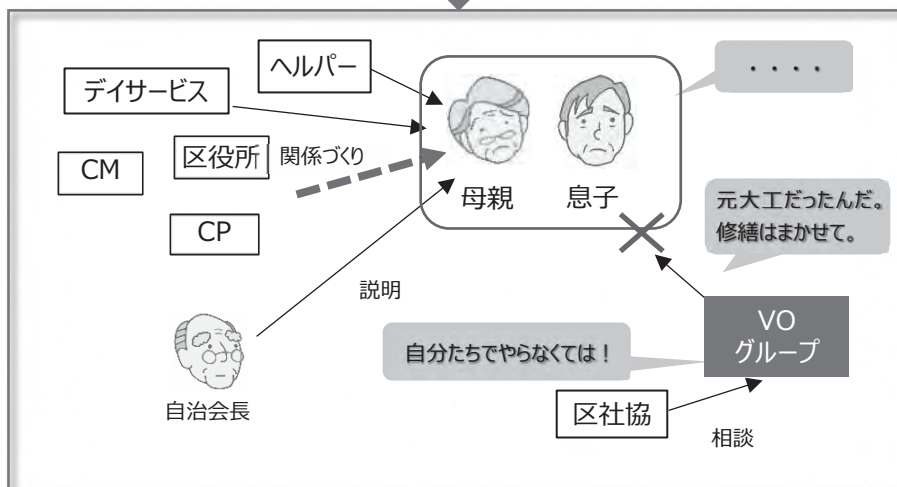 ヘルパー
・・・・
デイサービス
区役所
関係づくり
CM
母親
息子
CP
元大工だったんだ。
修繕はまかせて。
説明
VO
グループ
自分たちでやらなくては！
自治会長
区社協
相談